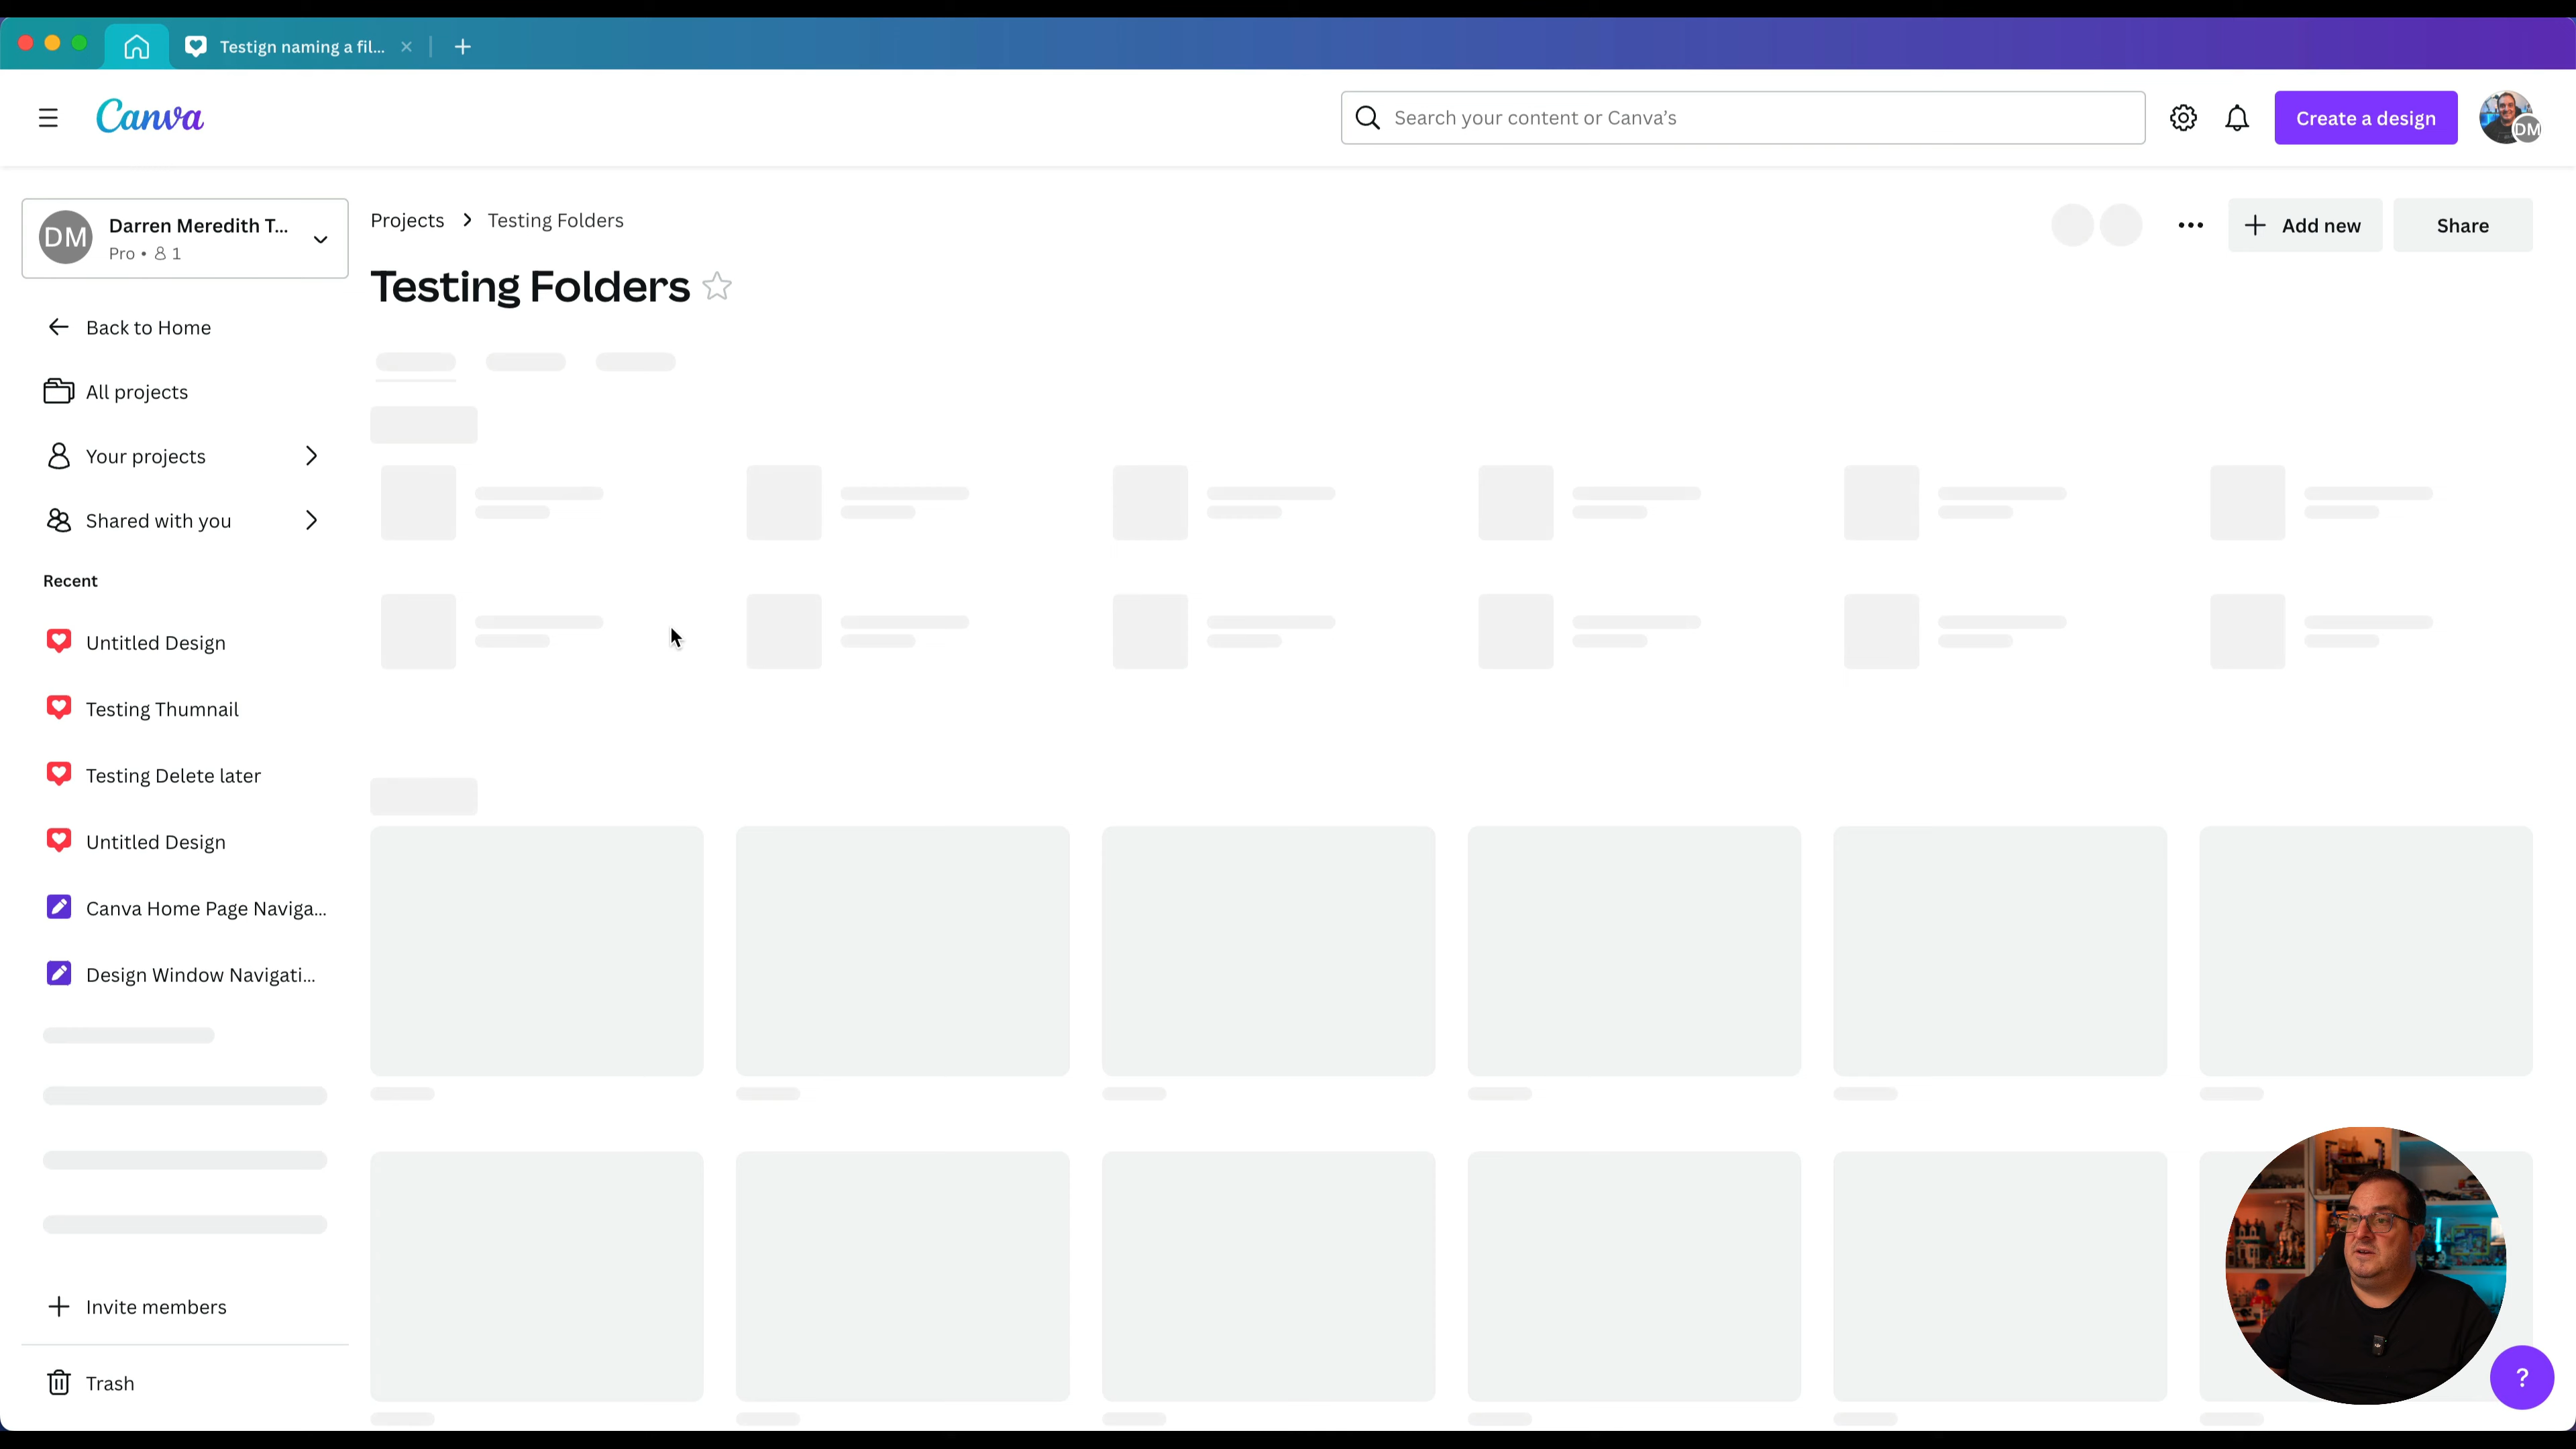 Testign naming a fil...
Canva
Search your content or Canva's
Create a design
DM
DM
Darren Meredith T...
Pro • 1
Projects
Testing Folders
Add new
Share
Testing Folders
Back to Home
All projects
Your projects
Shared with you
Recent
Untitled Design
Testing Thumnail
Testing Delete later
Untitled Design
Canva Home Page Naviga...
Design Window Navigati...
Invite members
Trash
?